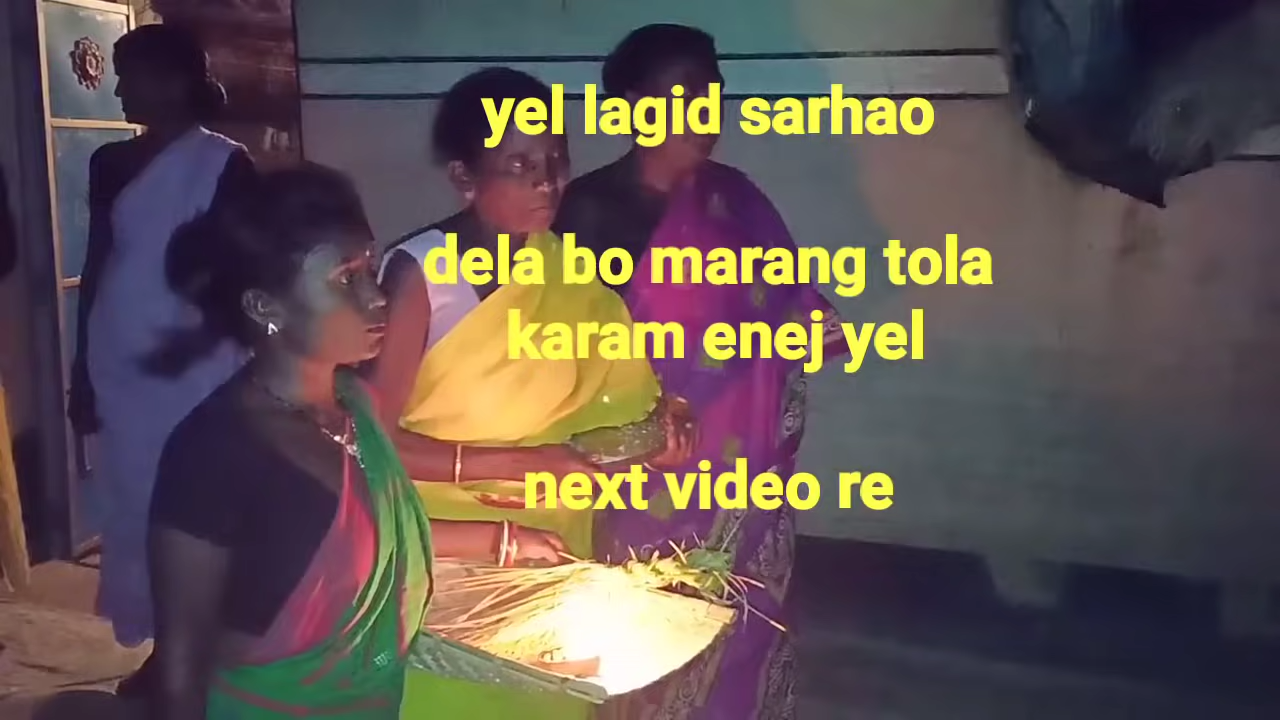 yel lagid sarhao
dela bo marang tola
karam enej yel
next video re